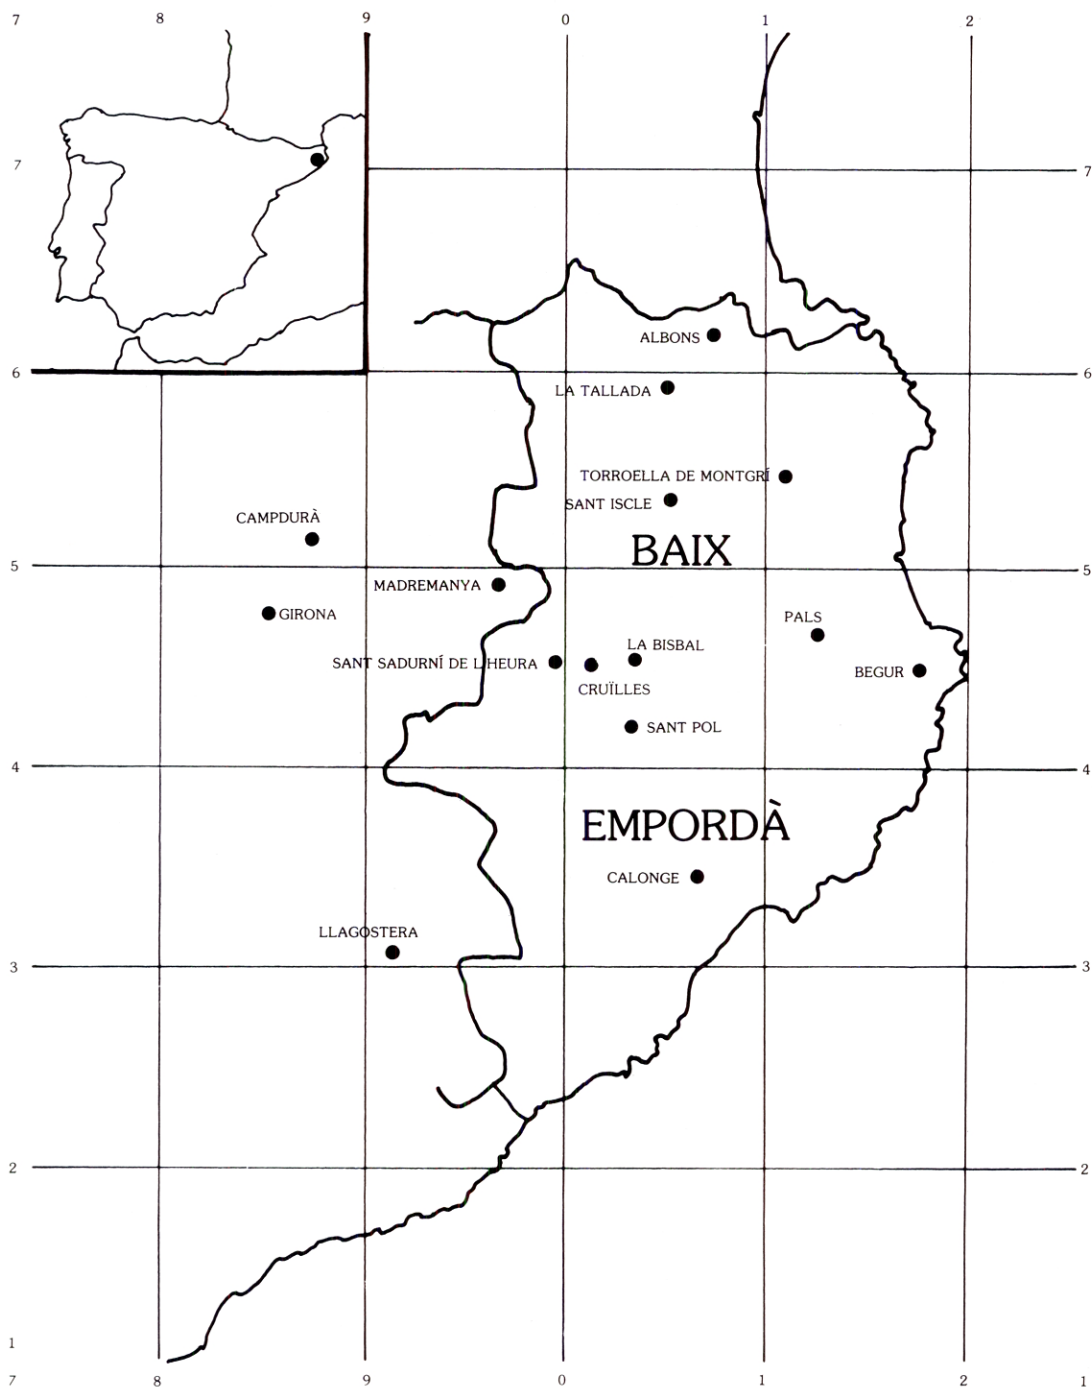 7 8 9 0 1 2
7 7
ALBONS
6 6
LA TALLADA
TORROELLA DE MONTGRÍ
SANT ISCLE
CAMPDURÀ
BAIX
5 5
MADREMANYA
GIRONA
PALS
LA BISBAL
SANT SADURNÍ DE L'HEURA
BEGUR
CRUÏLLES
SANT POL
4 4
EMPORDÀ
CALONGE
LLAGOSTERA
3 3
2 2
1
7 8 9 0 1 2 1